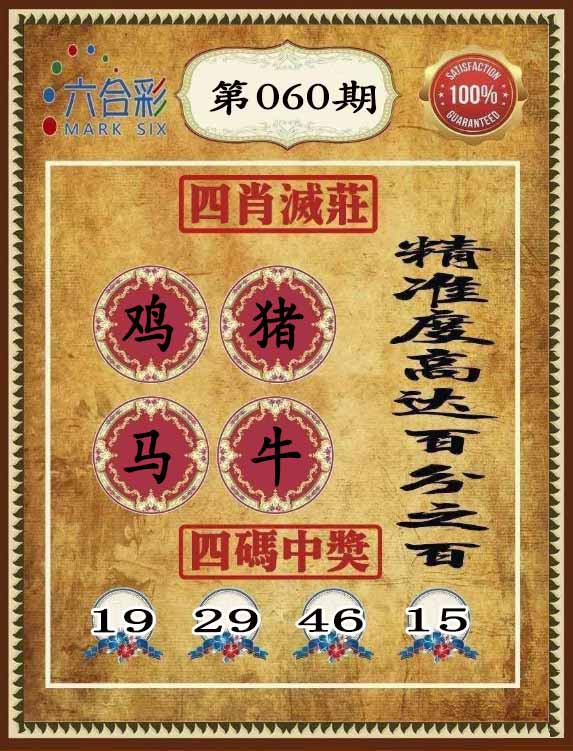 六合彩
MARK SIX
第060期
SATISFACTION
100%
GUARANTEED
四肖滅莊
鸡
猪
马
牛
精准度高达百分之百
四碼中獎
19
29
46
15